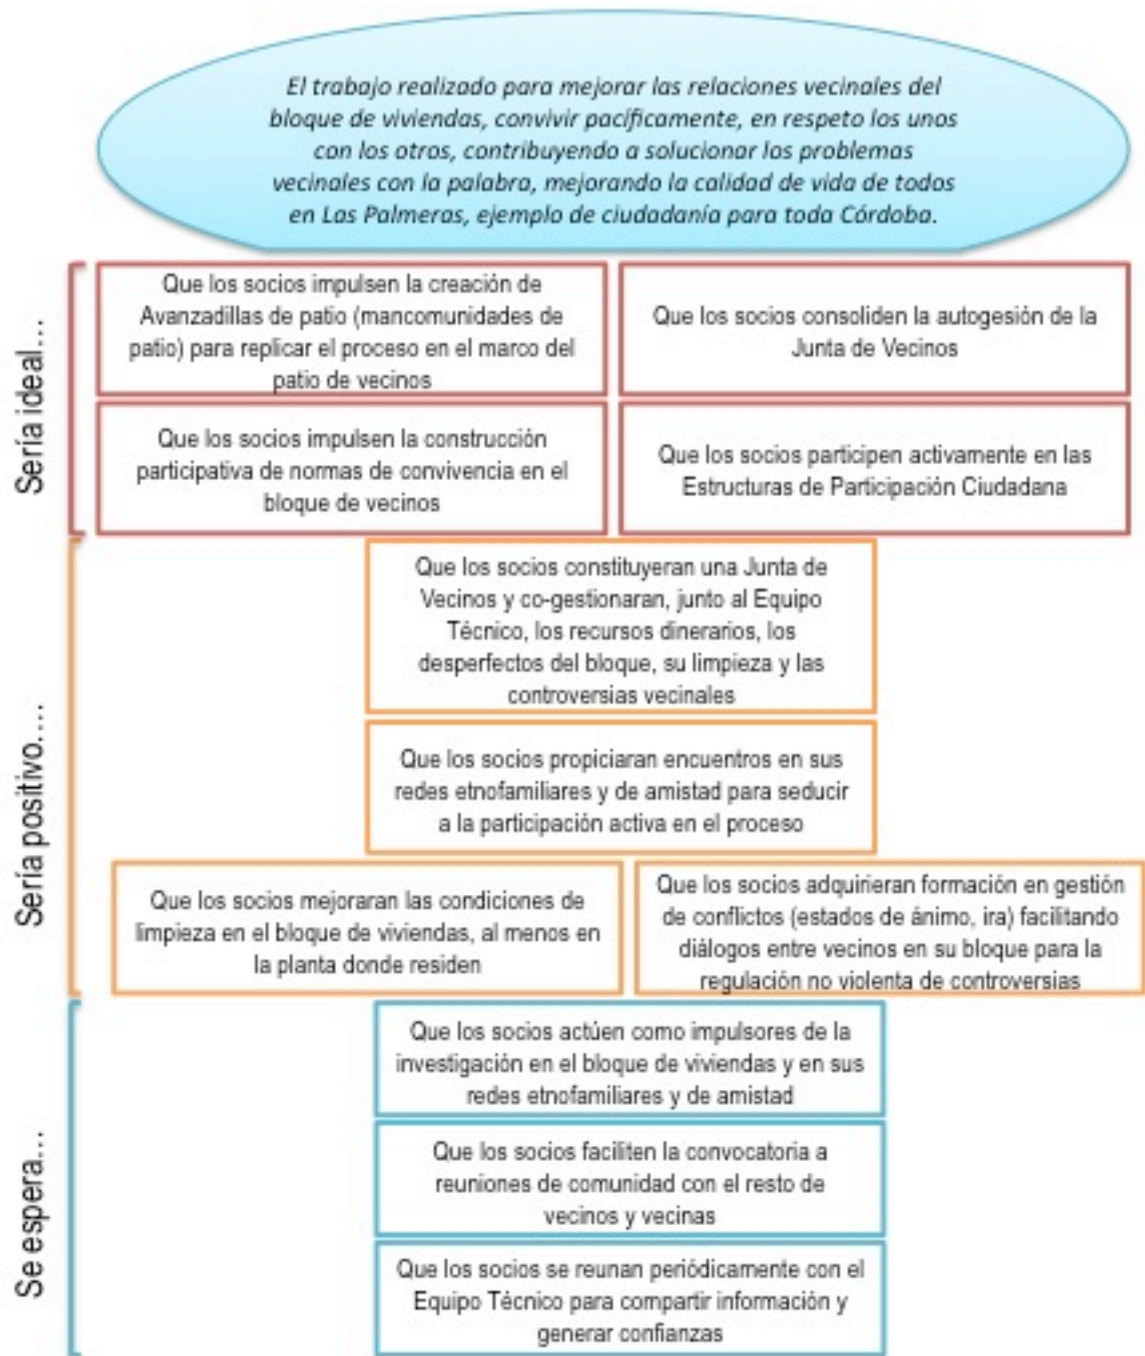 El trabajo realizado para mejorar las relaciones vecinales del
bloque de viviendas, convivir pacíficamente, en respeto los unos
con los otros, contribuyendo a solucionar los problemas
vecinales con la palabra, mejorando la calidad de vida de todos
en Las Palmeras, ejemplo de ciudadanía para toda Córdoba.
Sería ideal...
Que los socios impulsen la creación de
Avanzadillas de patio (mancomunidades de
patio) para replicar el proceso en el marco del
patio de vecinos
Que los socios consoliden la autogesión de la
Junta de Vecinos
Que los socios impulsen la construcción
participativa de normas de convivencia en el
bloque de vecinos
Que los socios participen activamente en las
Estructuras de Participación Ciudadana
Sería positivo....
Que los socios constituyeran una Junta de
Vecinos y co-gestionaran, junto al Equipo
Técnico, los recursos dinerarios, los
desperfectos del bloque, su limpieza y las
controversias vecinales
Que los socios propiciaran encuentros en sus
redes etnofamiliares y de amistad para seducir
a la participación activa en el proceso
Que los socios mejoraran las condiciones de
limpieza en el bloque de viviendas, al menos en
la planta donde residen
Que los socios adquirieran formación en gestión
de conflictos (estados de ánimo, ira) facilitando
diálogos entre vecinos en su bloque para la
regulación no violenta de controversias
Se espera...
Que los socios actúen como impulsores de la
investigación en el bloque de viviendas y en sus
redes etnofamiliares y de amistad
Que los socios faciliten la convocatoria a
reuniones de comunidad con el resto de
vecinos y vecinas
Que los socios se reunan periódicamente con el
Equipo Técnico para compartir información y
generar confianzas